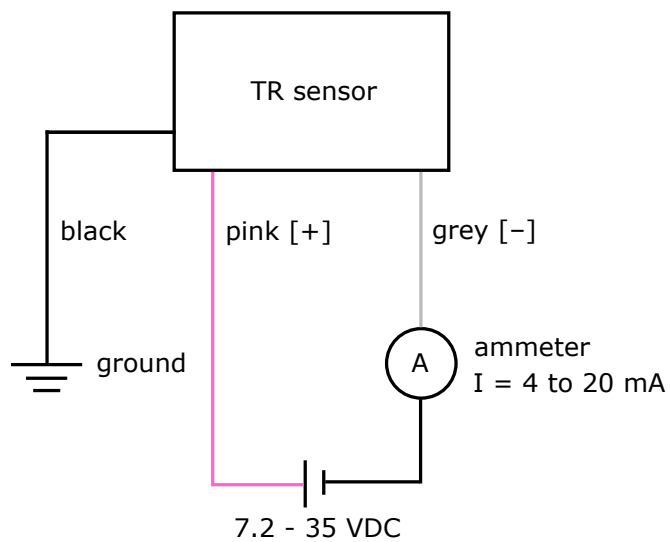 TR sensor
black
pink [+]
grey [–]
ground
A
ammeter
I = 4 to 20 mA
7.2 - 35 VDC